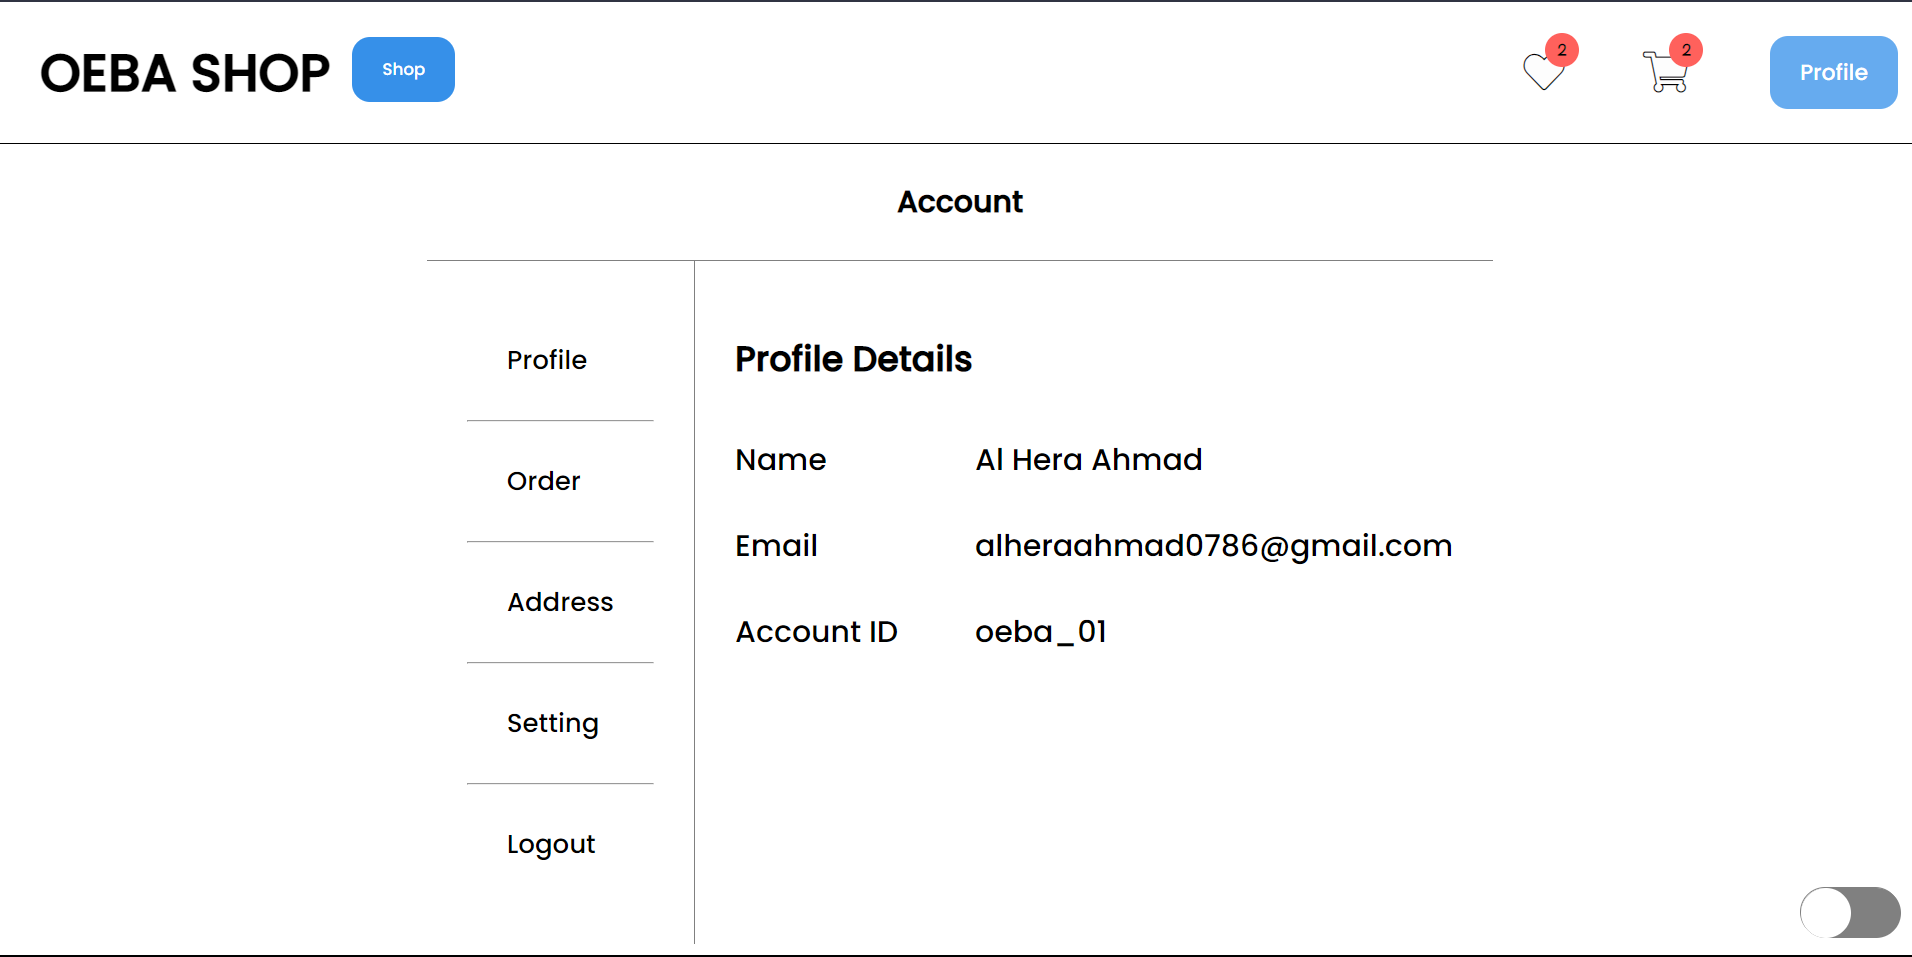 OEBA SHOP Shop 2 2 Profile
Account
Profile
Order
Address
Setting
Logout
Profile Details
Name Al Hera Ahmad
Email alheraahmad0786@gmail.com
Account ID oeba_01